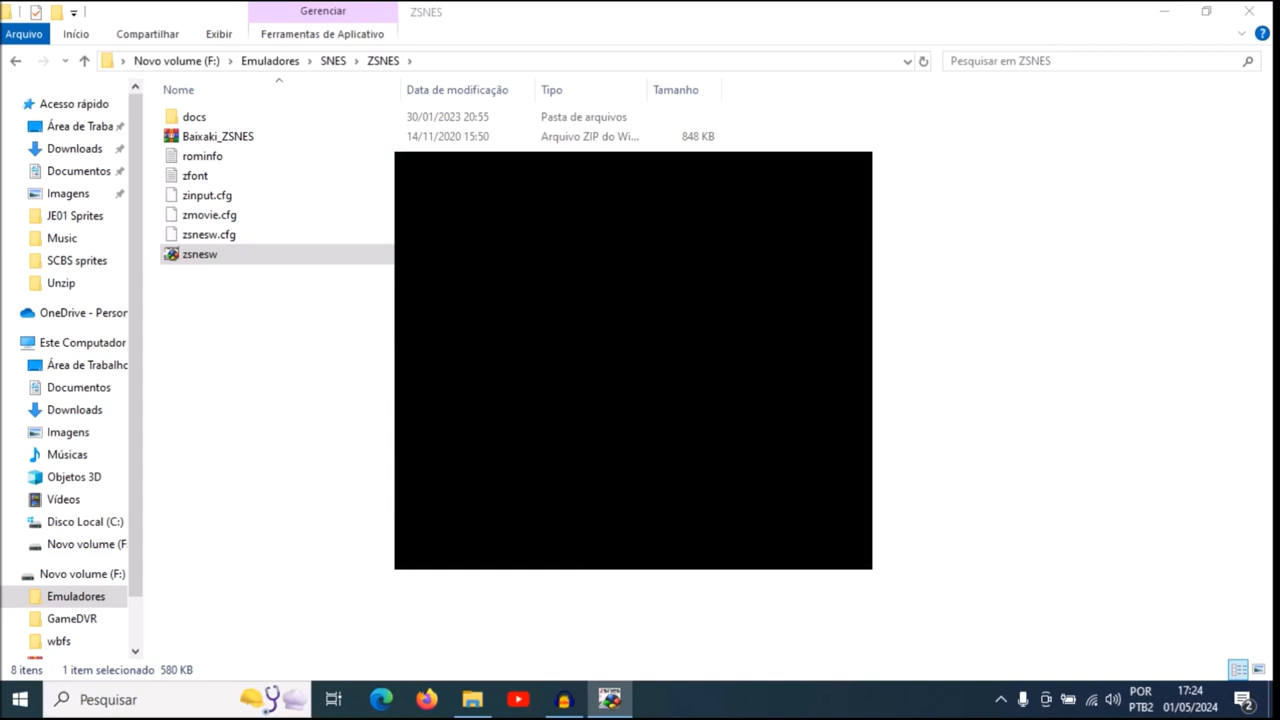 Gerenciar
ZSNES
Arquivo
Início
Compartilhar
Exibir
Ferramentas de Aplicativo
Novo volume (F:)
Emuladores
SNES
ZSNES
Pesquisar em ZSNES
Nome
Data de modificação
Tipo
Tamanho
docs
30/01/2023 20:55
Pasta de arquivos
Baixaki_ZSNES
14/11/2020 15:50
Arquivo ZIP do Wi...
848 KB
rominfo
zfont
zinput.cfg
zmovie.cfg
zsnesw.cfg
zsnesw
Acesso rápido
Área de Traba
Downloads
Documentos
Imagens
JE01 Sprites
Music
SCBS sprites
Unzip
OneDrive - Person
Este Computador
Área de Trabalho
Documentos
Downloads
Imagens
Músicas
Objetos 3D
Vídeos
Disco Local (C:)
Novo volume (F:
Novo volume (F:)
Emuladores
GameDVR
wbfs
8 itens
1 item selecionado 580 KB
Pesquisar
POR
PTB2
17:24
01/05/2024
2